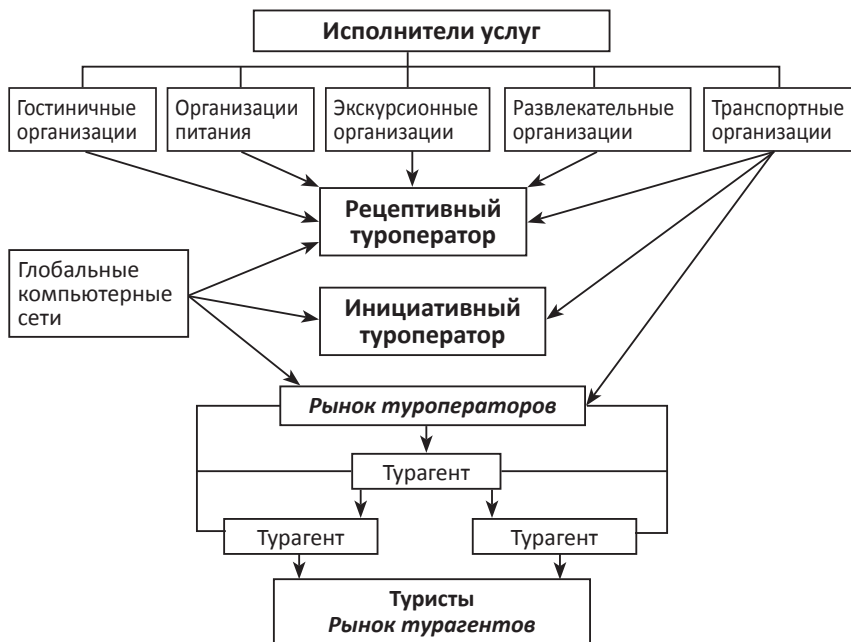 Исполнители услуг
Гостиничные
организации
Организации
питания
Экскурсионные
организации
Развлекательные
организации
Транспортные
организации
Рецептивный
туроператор
Глобальные
компьютерные
сети
Инициативный
туроператор
Рынок туроператоров
Турагент
Турагент
Турагент
Туристы
Рынок турагентов